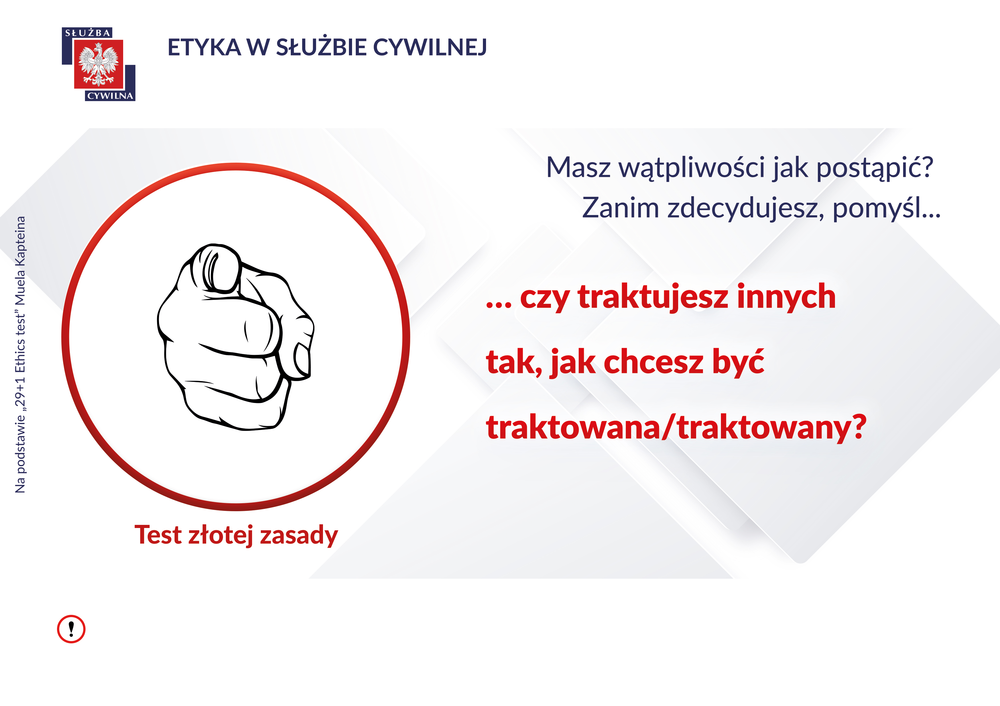 SŁUŻBA
CYWILNA
ETYKA W SŁUŻBIE CYWILNEJ
Masz wątpliwości jak postąpić?
Zanim zdecydujesz, pomyśl...
... czy traktujesz innych
tak, jak chcesz być
traktowana/traktowany?
Test złotej zasady
Na podstawie „29+1 Ethics test” Muela Kapteina
!